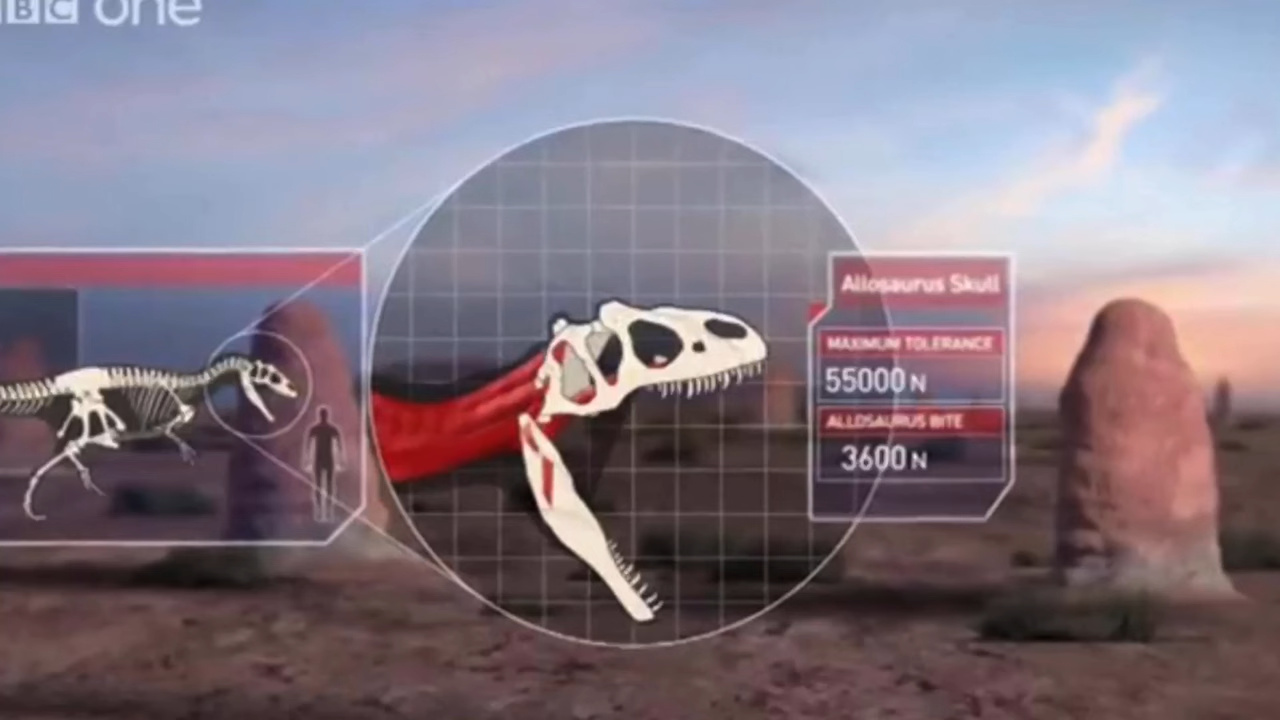 BBC one
Allosaurus Skull
MAXIMUM TOLERANCE
55000 N
ALLOSAURUS BITE
3600 N